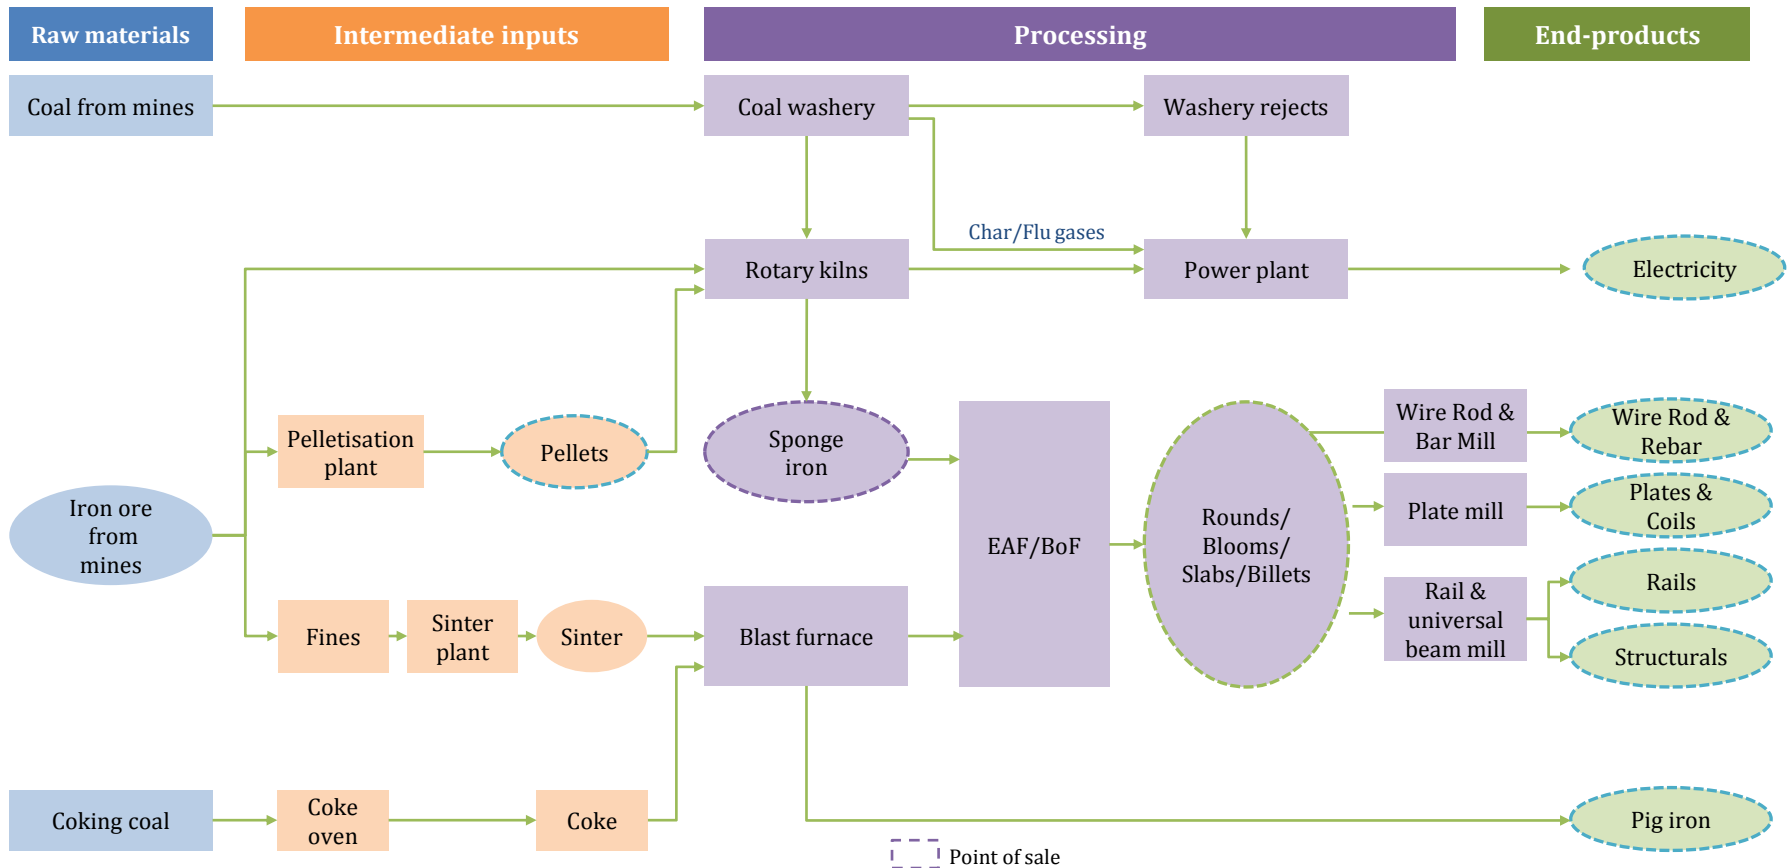 Raw materials
Intermediate inputs
Processing
End-products
Coal from mines
Coal washery
Washery rejects
Char/Flu gases
Rotary kilns
Power plant
Electricity
Pelletisation
plant
Pellets
Sponge
iron
Wire Rod &
Bar Mill
Wire Rod &
Rebar
Iron ore
from
mines
EAF/BoF
Rounds/
Blooms/
Slabs/Billets
Plate mill
Plates &
Coils
Rail &
universal
beam mill
Rails
Structurals
Fines
Sinter
plant
Sinter
Blast furnace
Coking coal
Coke
oven
Coke
Pig iron
Point of sale